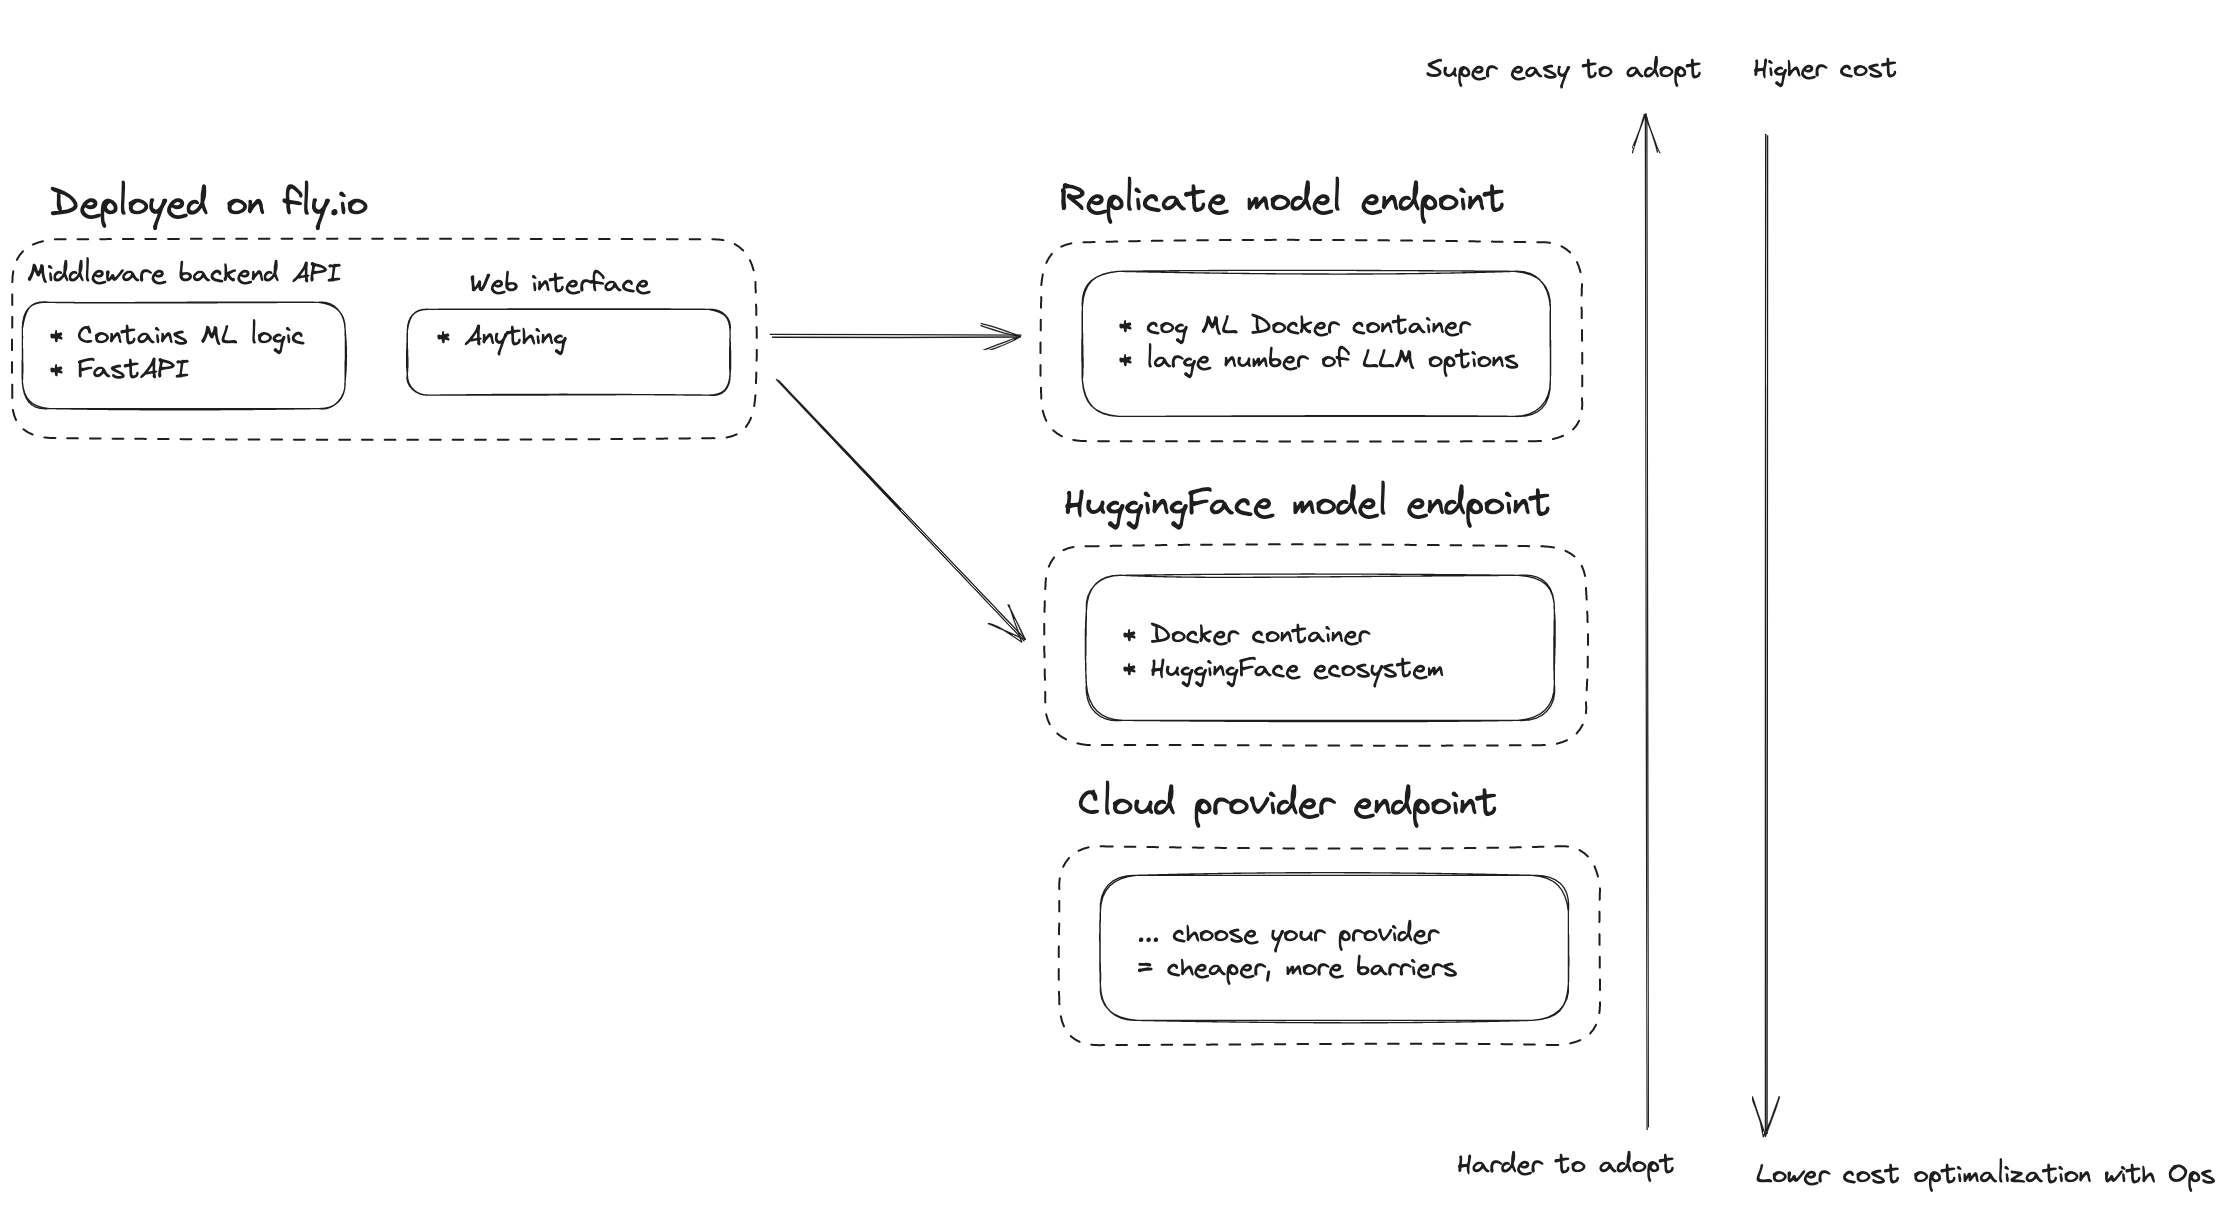 Super easy to adopt
Higher cost
Deployed on fly.io
Middleware backend API
* Contains ML logic
* FastAPI
Web interface
* Anything
Replicate model endpoint
* cog ML Docker container
* large number of LLM options
HuggingFace model endpoint
* Docker container
* HuggingFace ecosystem
Cloud provider endpoint
... choose your provider
= cheaper, more barriers
Harder to adopt
Lower cost optimalization with Ops